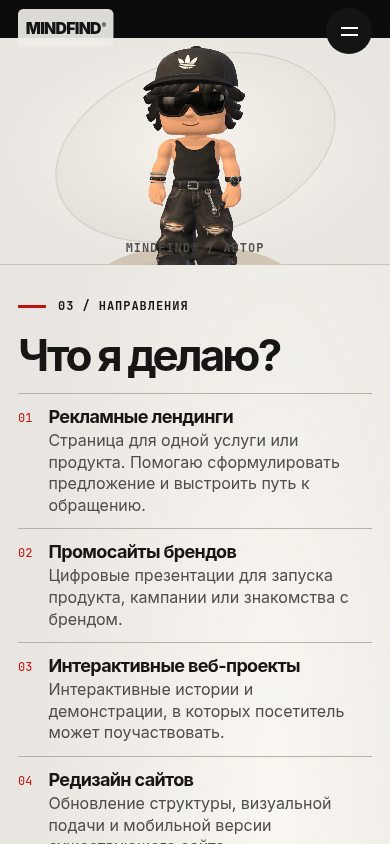 MINDFIND®
MINDFIND® / АВТОР
03 / НАПРАВЛЕНИЯ
Что я делаю?
01 Рекламные лендинги
Страница для одной услуги или
продукта. Помогаю сформулировать
предложение и выстроить путь к
обращению.
02 Промосайты брендов
Цифровые презентации для запуска
продукта, кампании или знакомства с
брендом.
03 Интерактивные веб-проекты
Интерактивные истории и
демонстрации, в которых посетитель
может поучаствовать.
04 Редизайн сайтов
Обновление структуры, визуальной
подачи и мобильной версии